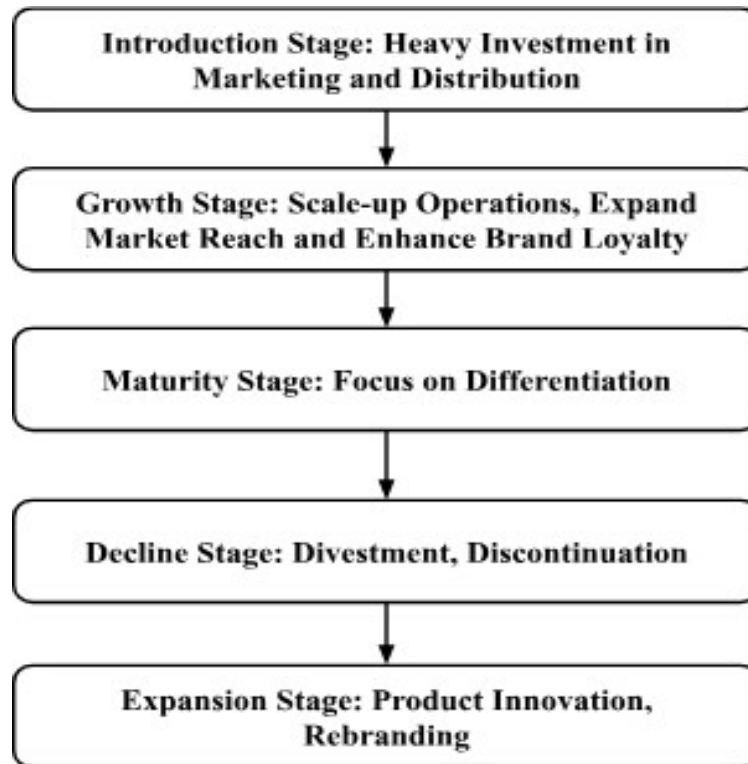 Introduction Stage: Heavy Investment in
Marketing and Distribution
Growth Stage: Scale-up Operations, Expand
Market Reach and Enhance Brand Loyalty
Maturity Stage: Focus on Differentiation
Decline Stage: Divestment, Discontinuation
Expansion Stage: Product Innovation,
Rebranding